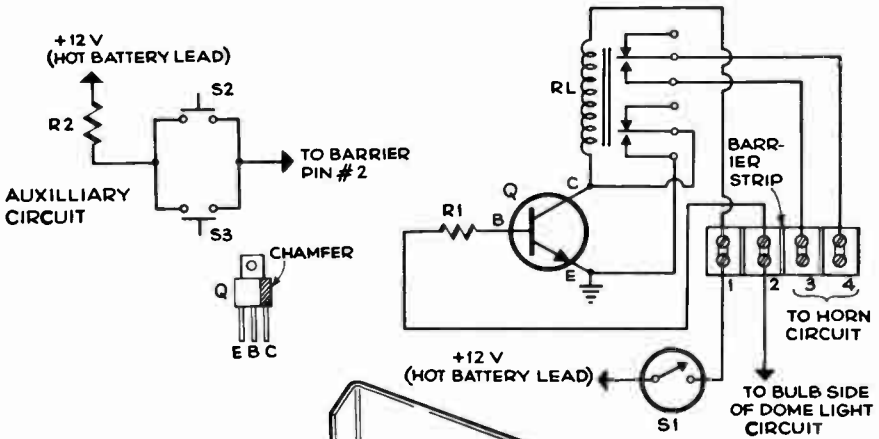 +12 V
(HOT BATTERY LEAD)
S2
R2
TO BARRIER
PIN #2
AUXILLIARY
CIRCUIT
S3
CHAMFER
Q
E B C
RL
BARR-
IER
STRIP
Q
C
R1
B
E
1
2
3
4
TO HORN
CIRCUIT
+12 V
(HOT BATTERY LEAD)
S1
TO BULB SIDE
OF DOME LIGHT
CIRCUIT